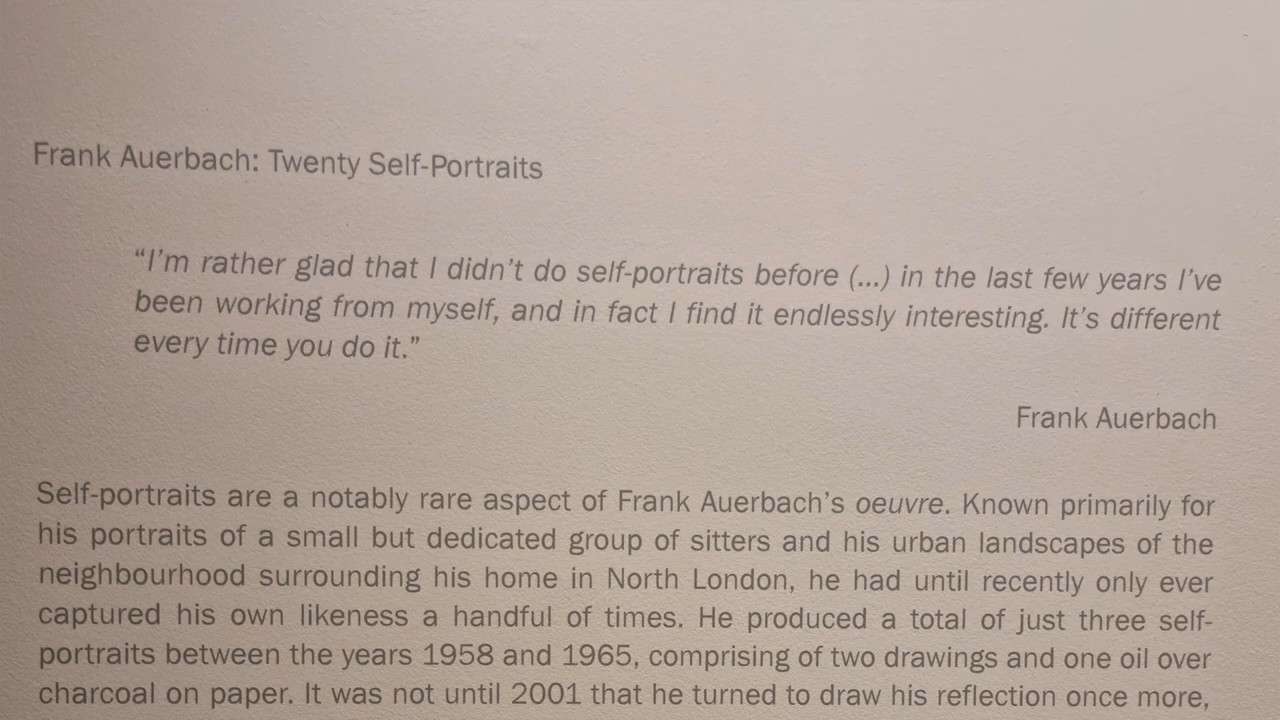 Frank Auerbach: Twenty Self-Portraits
“I’m rather glad that I didn’t do self-portraits before (...) in the last few years I’ve
been working from myself, and in fact I find it endlessly interesting. It’s different
every time you do it.”
Frank Auerbach
Self-portraits are a notably rare aspect of Frank Auerbach’s oeuvre. Known primarily for
his portraits of a small but dedicated group of sitters and his urban landscapes of the
neighbourhood surrounding his home in North London, he had until recently only ever
captured his own likeness a handful of times. He produced a total of just three self-
portraits between the years 1958 and 1965, comprising of two drawings and one oil over
charcoal on paper. It was not until 2001 that he turned to draw his reflection once more,